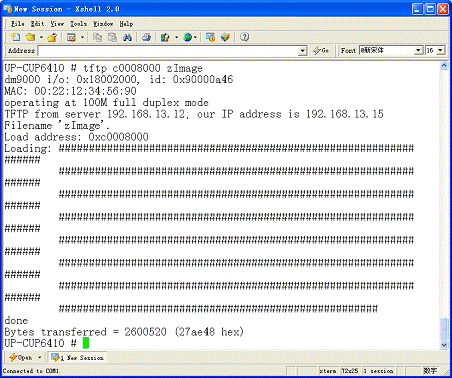 New Session - Xshell 2.0
File Edit View Tools Window Help
Address Go Font @新宋体 16
UP-CUP6410 # tftp c0008000 zImage
dm9000 i/o: 0x18002000, id: 0x90000a46
MAC: 00:22:12:34:56:90
operating at 100M full duplex mode
TFTP from server 192.168.13.12; our IP address is 192.168.13.15
Filename 'zImage'.
Load address: 0xc0008000
Loading: ###########################################################
######
###########################################################
######
###########################################################
######
###########################################################
######
###########################################################
######
###########################################################
######
###########################################################
######
#####################################################
done
Bytes transferred = 2600520 (27ae48 hex)
UP-CUP6410 #
Open 1 New Session
Connected to COM1. xterm 72x25 1 session 数字